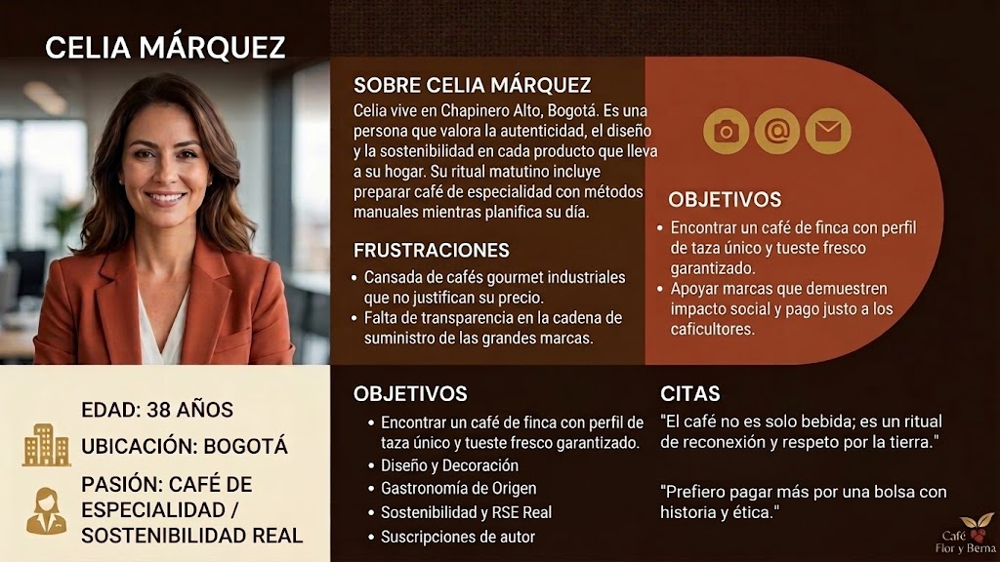 CELIA MÁRQUEZ
SOBRE CELIA MÁRQUEZ
Celia vive en Chapinero Alto, Bogotá. Es una
persona que valora la autenticidad, el diseño
y la sostenibilidad en cada producto que lleva
a su hogar. Su ritual matutino incluye
preparar café de especialidad con métodos
manuales mientras planifica su día.
FRUSTRACIONES
• Cansada de cafés gourmet industriales
que no justifican su precio.
• Falta de transparencia en la cadena de
suministro de las grandes marcas.
OBJETIVOS
• Encontrar un café de finca con perfil
de taza único y tueste fresco
garantizado.
• Apoyar marcas que demuestren
impacto social y pago justo a los
caficultores.
EDAD: 38 AÑOS
UBICACIÓN: BOGOTÁ
PASIÓN: CAFÉ DE
ESPECIALIDAD /
SOSTENIBILIDAD REAL
OBJETIVOS
• Encontrar un café de finca con perfil de
taza único y tueste fresco garantizado.
• Diseño y Decoración
• Gastronomía de Origen
• Sostenibilidad y RSE Real
• Suscripciones de autor
CITAS
"El café no es solo bebida; es un ritual
de reconexión y respeto por la tierra."
"Prefiero pagar más por una bolsa con
historia y ética."
Café
Flor y Berna